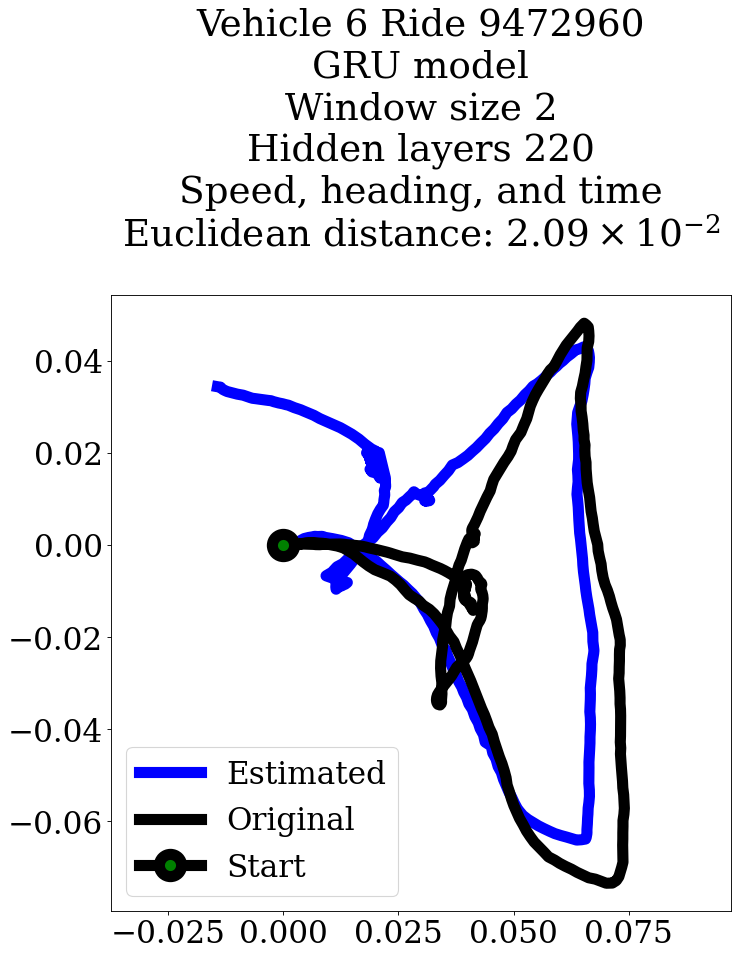 Vehicle 6 Ride 9472960
GRU model
Window size 2
Hidden layers 220
Speed, heading, and time
Euclidean distance: 2.09 × 10⁻²
0.04
0.02
0.00
−0.02
−0.04
−0.06
Estimated
Original
Start
−0.025 0.000 0.025 0.050 0.075